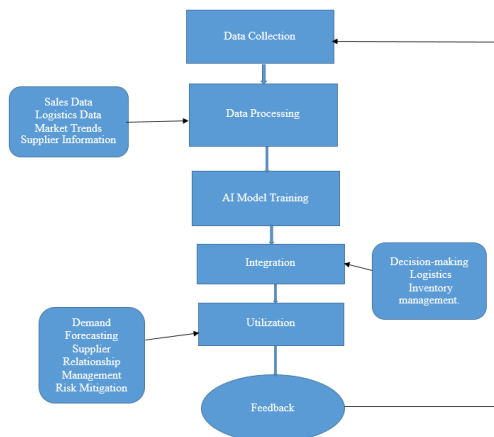 Data Collection
Sales Data
Logistics Data
Market Trends
Supplier Information
Data Processing
AI Model Training
Integration
Decision-making
Logistics
Inventory
management.
Utilization
Demand
Forecasting
Supplier
Relationship
Management
Risk Mitigation
Feedback